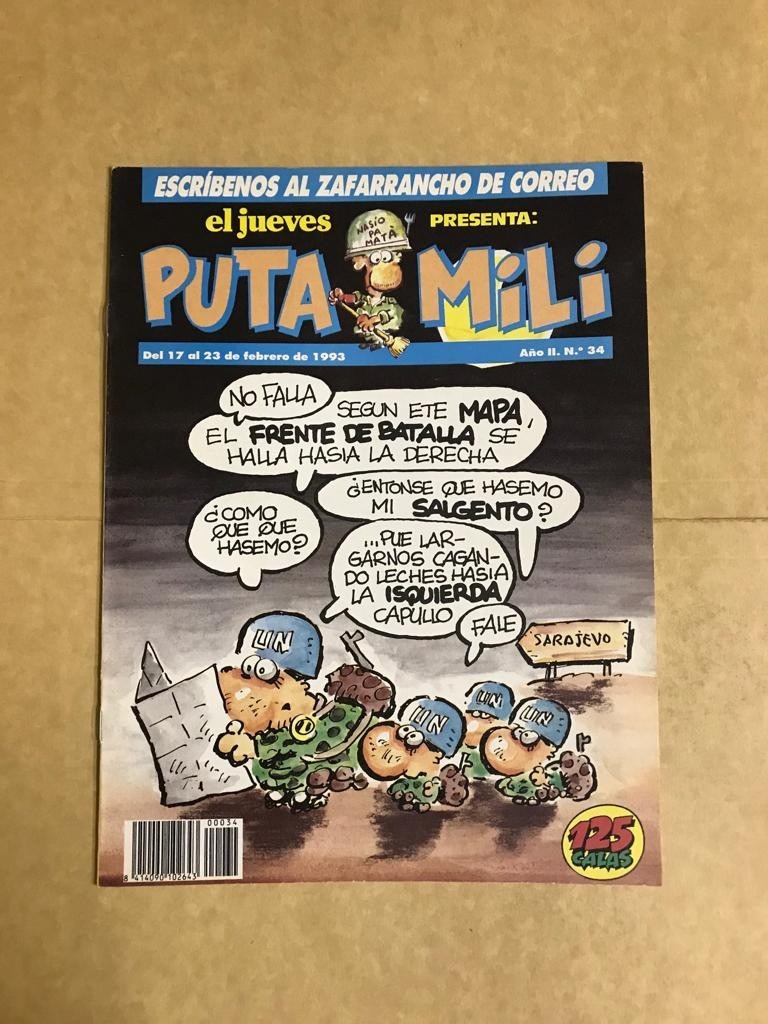 ESCRÍBENOS AL ZAFARRANCHO DE CORREO
el jueves PRESENTA:
NASÍO
PA
MATÁ
PUTA MiLi
Del 17 al 23 de febrero de 1993
Año II. N.º 34
NO FALLA
SEGUN ETE MAPA,
EL FRENTE DE BATALLA SE
HALLA HASIA LA DERECHA
¿ENTONSE QUE HASEMO
MI SALGENTO?
¿COMO
QUE QUE
HASEMO?
...PUE LAR-
GARNOS CAGAN-
DO LECHES HASIA
LA ISQUIERDA
CAPULLO
FALE
SARAJEVO
UN
UN
UN
UN
00034
8 414090 102643
125
CALAS